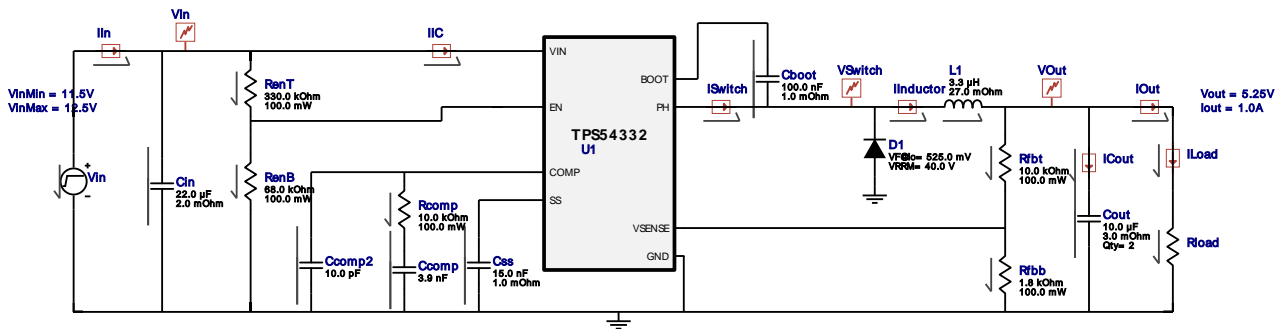 VIn
IIn
IIC
VinMin = 11.5V
VinMax = 12.5V
Vin
+
−
Cin
22.0 µF
2.0 mOhm
RenT
330.0 kOhm
100.0 mW
RenB
68.0 kOhm
100.0 mW
Ccomp2
10.0 pF
Rcomp
10.0 kOhm
100.0 mW
Ccomp
3.9 nF
Css
15.0 nF
1.0 mOhm
VIN
EN
COMP
SS
BOOT
PH
VSENSE
GND
TPS54332
U1
Cboot
100.0 nF
1.0 mOhm
ISwitch
VSwitch
IInductor
L1
3.3 µH
27.0 mOhm
D1
525.0 mV
VRRM= 40.0 V
VOut
IOut
Vout = 5.25V
Iout = 1.0A
Rfbt
10.0 kOhm
100.0 mW
Rfbb
1.8 kOhm
100.0 mW
ICout
Cout
10.0 µF
3.0 mOhm
Qty= 2
ILoad
Rload